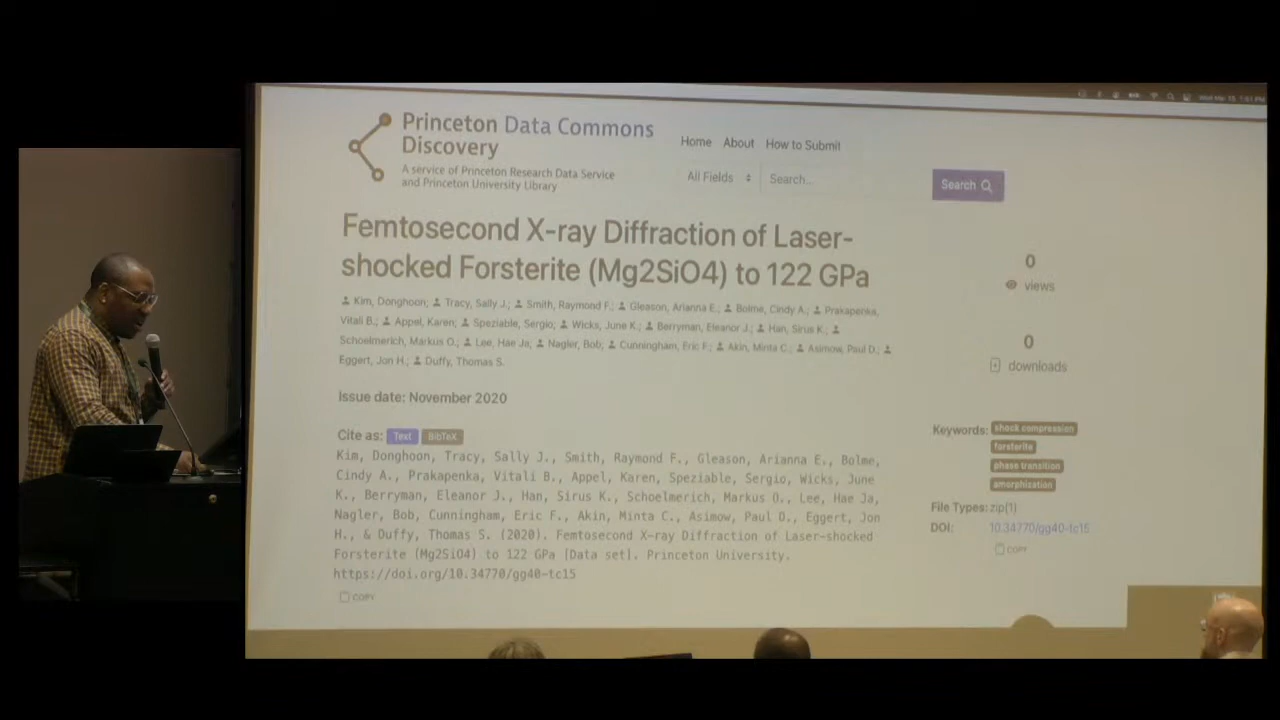 Princeton Data Commons
Discovery
A service of Princeton Research Data Service
and Princeton University Library
Home About How to Submit
All Fields Search...
Search
Femtosecond X-ray Diffraction of Laser-
shocked Forsterite (Mg2SiO4) to 122 GPa
Kim, Donghoon; Tracy, Sally J.; Smith, Raymond F.; Gleason, Arianna E.; Bolme, Cindy A.; Prakapenka,
Vitali B.; Appel, Karen; Speziable, Sergio; Wicks, June K.; Berryman, Eleanor J.; Han, Sirus K.;
Schoelmerich, Markus O.; Lee, Hae Ja; Nagler, Bob; Cunningham, Eric F.; Akin, Minta C.; Asimow, Paul D.;
Eggert, Jon H.; Duffy, Thomas S.
0
views
0
downloads
Issue date: November 2020
Cite as: Text BibTeX
Kim, Donghoon, Tracy, Sally J., Smith, Raymond F., Gleason, Arianna E., Bolme,
Cindy A., Prakapenka, Vitali B., Appel, Karen, Speziable, Sergio, Wicks, June
K., Berryman, Eleanor J., Han, Sirus K., Schoelmerich, Markus O., Lee, Hae Ja,
Nagler, Bob, Cunningham, Eric F., Akin, Minta C., Asimow, Paul D., Eggert, Jon
H., & Duffy, Thomas S. (2020). Femtosecond X-ray Diffraction of Laser-shocked
Forsterite (Mg2SiO4) to 122 GPa [Data set]. Princeton University.
https://doi.org/10.34770/gg40-tc15
COPY
Keywords: shock compression
forsterite
phase transition
amorphization
File Types: zip(1)
DOI: 10.34770/gg40-tc15
COPY